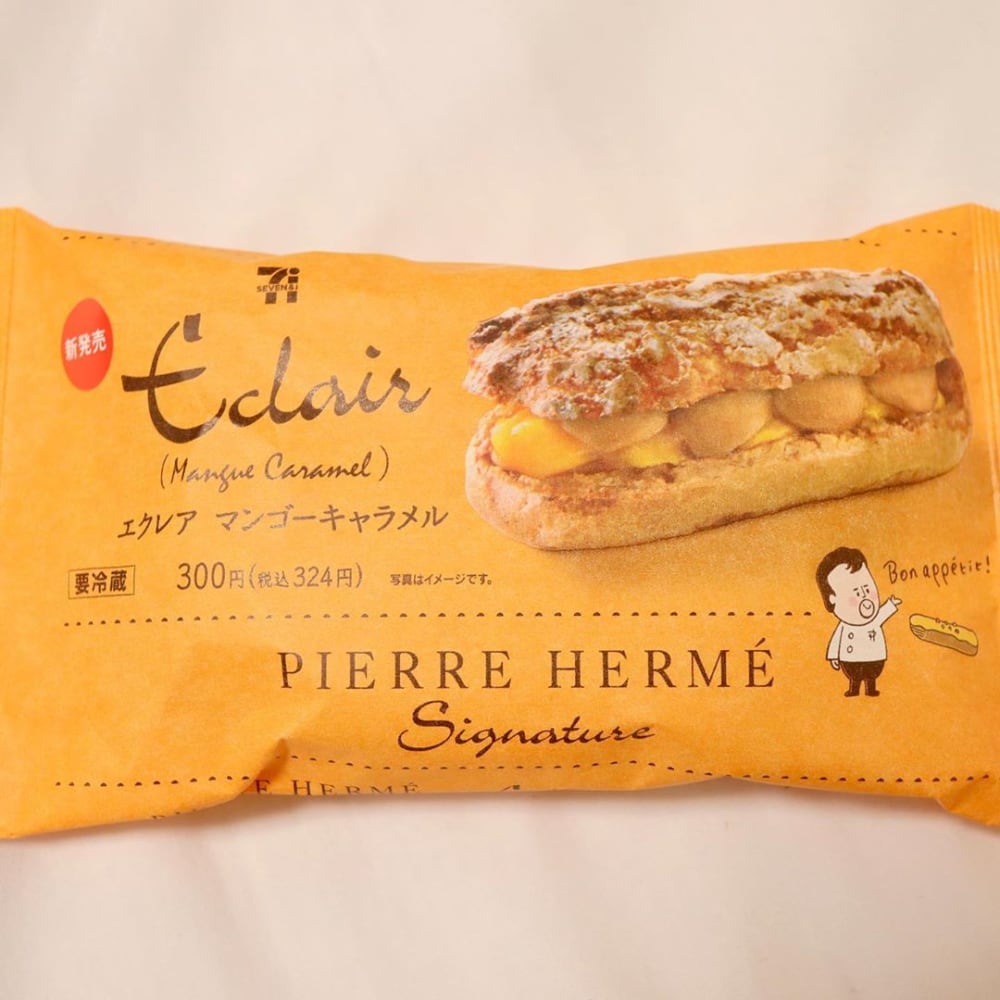 SEVEN&i
新発売
Éclair
(Mangue Caramel)
エクレア マンゴーキャラメル
要冷蔵 300円(税込324円) 写真はイメージです。
Bon appétit!
PIERRE HERMÉ
Signature
HERMÉ